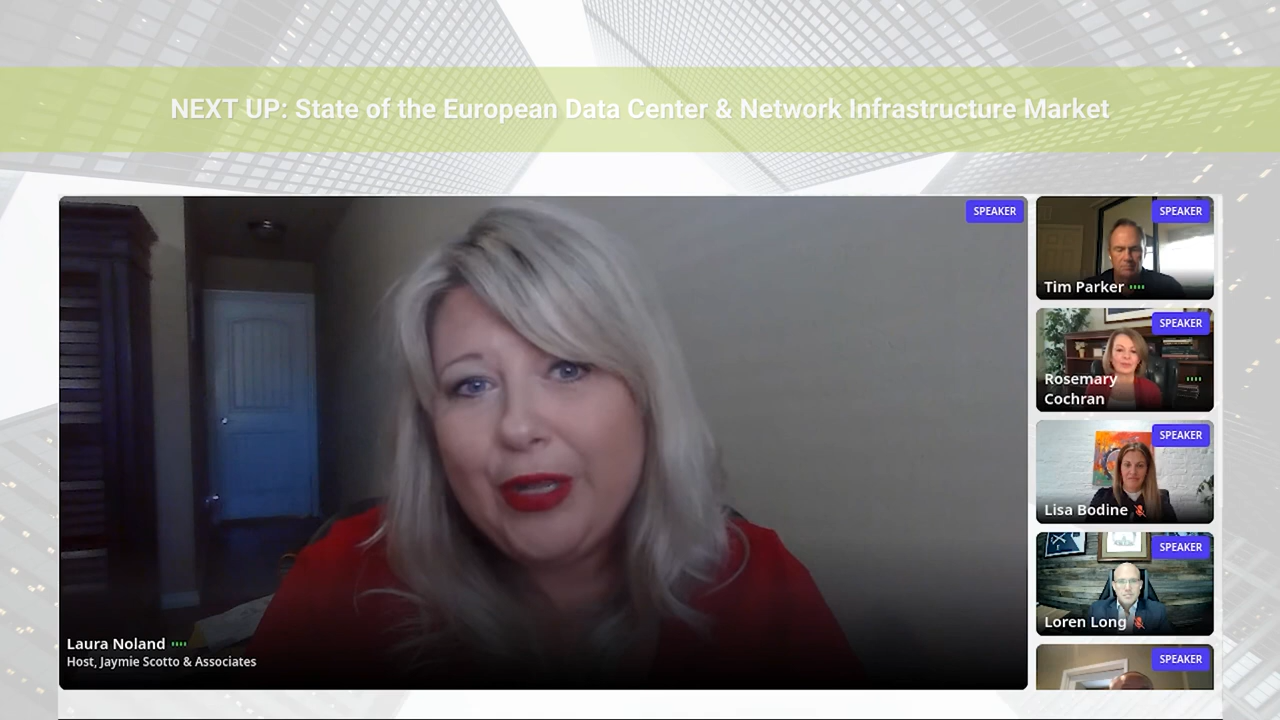 NEXT UP: State of the European Data Center & Network Infrastructure Market
SPEAKER
Laura Noland
Host, Jaymie Scotto & Associates
SPEAKER
Tim Parker
SPEAKER
Rosemary
Cochran
SPEAKER
Lisa Bodine
SPEAKER
Loren Long
SPEAKER